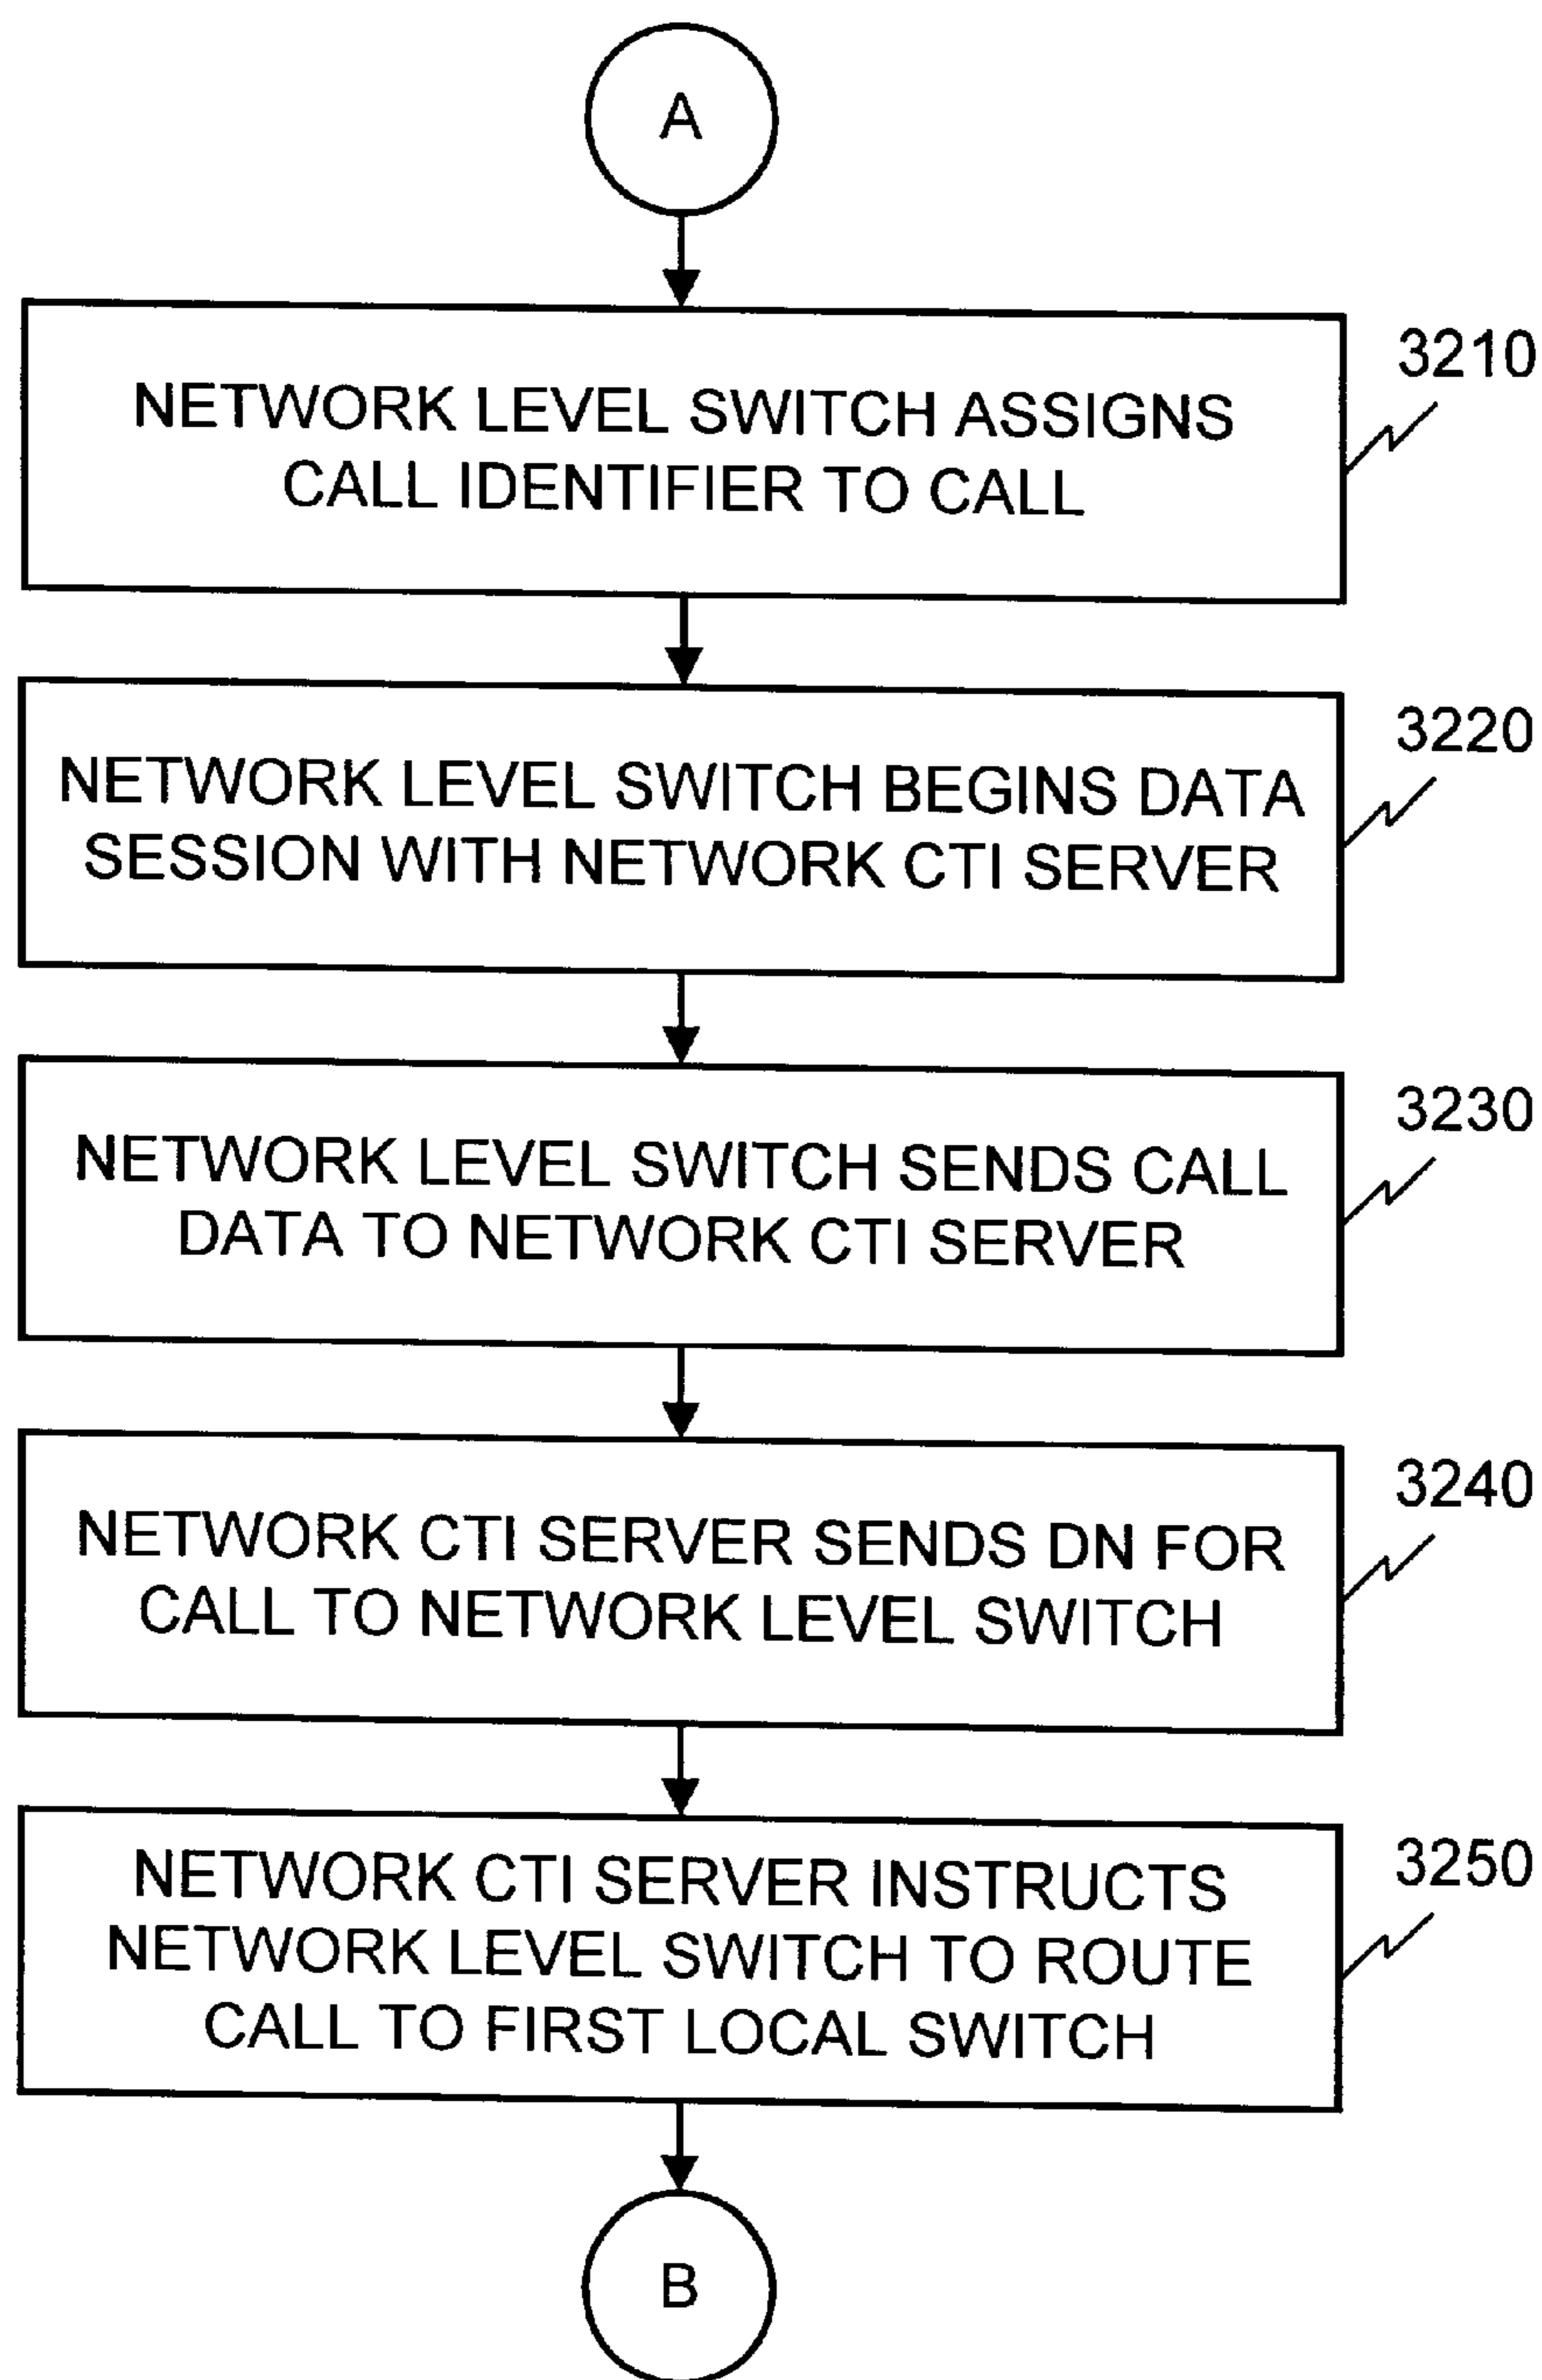 A
NETWORK LEVEL SWITCH ASSIGNS
CALL IDENTIFIER TO CALL
3210
NETWORK LEVEL SWITCH BEGINS DATA
SESSION WITH NETWORK CTI SERVER
3220
NETWORK LEVEL SWITCH SENDS CALL
DATA TO NETWORK CTI SERVER
3230
NETWORK CTI SERVER SENDS DN FOR
CALL TO NETWORK LEVEL SWITCH
3240
NETWORK CTI SERVER INSTRUCTS
NETWORK LEVEL SWITCH TO ROUTE
CALL TO FIRST LOCAL SWITCH
3250
B